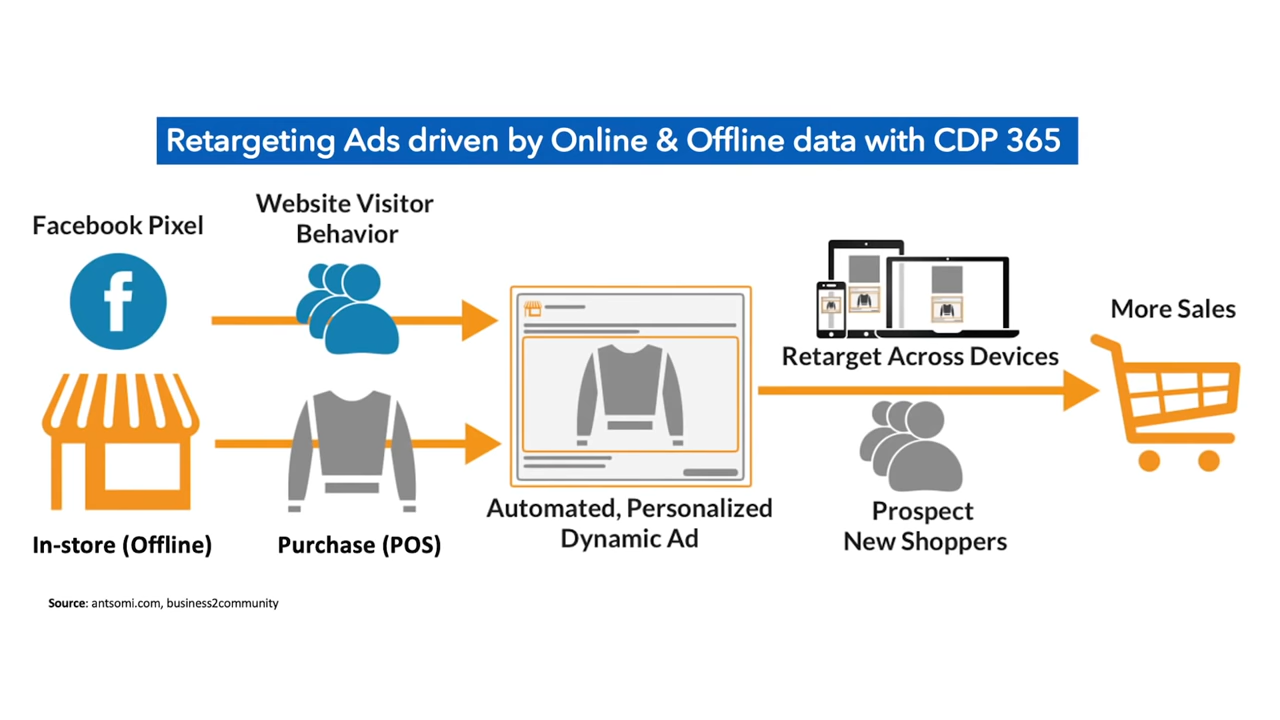 Retargeting Ads driven by Online & Offline data with CDP 365
Facebook Pixel
Website Visitor
Behavior
In-store (Offline)
Purchase (POS)
Automated, Personalized
Dynamic Ad
Retarget Across Devices
Prospect
New Shoppers
More Sales
Source: antsomi.com, business2community